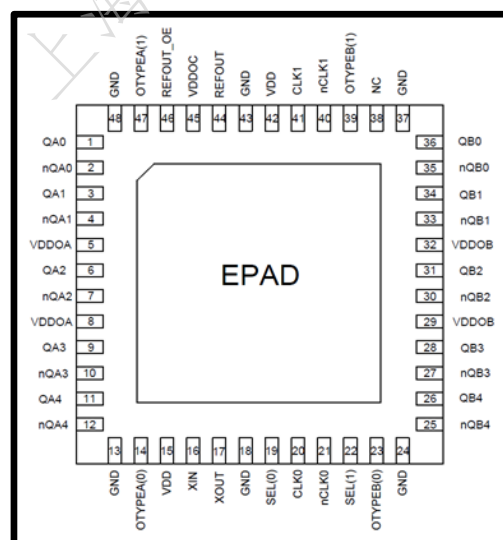 上海
GND
OTYPEA(1)
REFOUT_OE
VDDOC
REFOUT
GND
VDD
CLK1
nCLK1
OTYPEB(1)
NC
GND
48 47 46 45 44 43 42 41 40 39 38 37
QA0 1 36 QB0
nQA0 2 35 nQB0
QA1 3 34 QB1
nQA1 4 33 nQB1
VDDOA 5 32 VDDOB
QA2 6 31 QB2
EPAD
nQA2 7 30 nQB2
VDDOA 8 29 VDDOB
QA3 9 28 QB3
nQA3 10 27 nQB3
QA4 11 26 QB4
nQA4 12 25 nQB4
13 14 15 16 17 18 19 20 21 22 23 24
GND
OTYPEA(0)
VDD
XIN
XOUT
GND
SEL(0)
CLK0
nCLK0
SEL(1)
OTYPEB(0)
GND